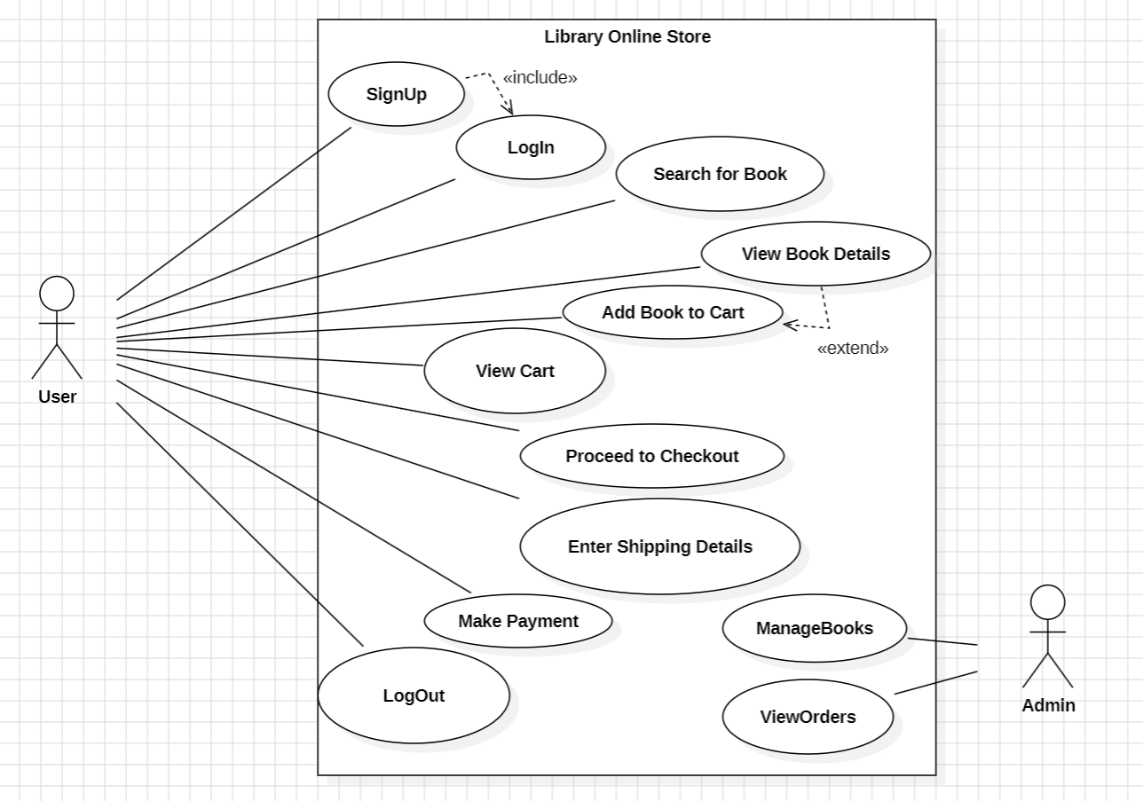 Library Online Store
SignUp
«include»
LogIn
Search for Book
View Book Details
Add Book to Cart
«extend»
View Cart
User
Proceed to Checkout
Enter Shipping Details
Make Payment
ManageBooks
LogOut
ViewOrders
Admin